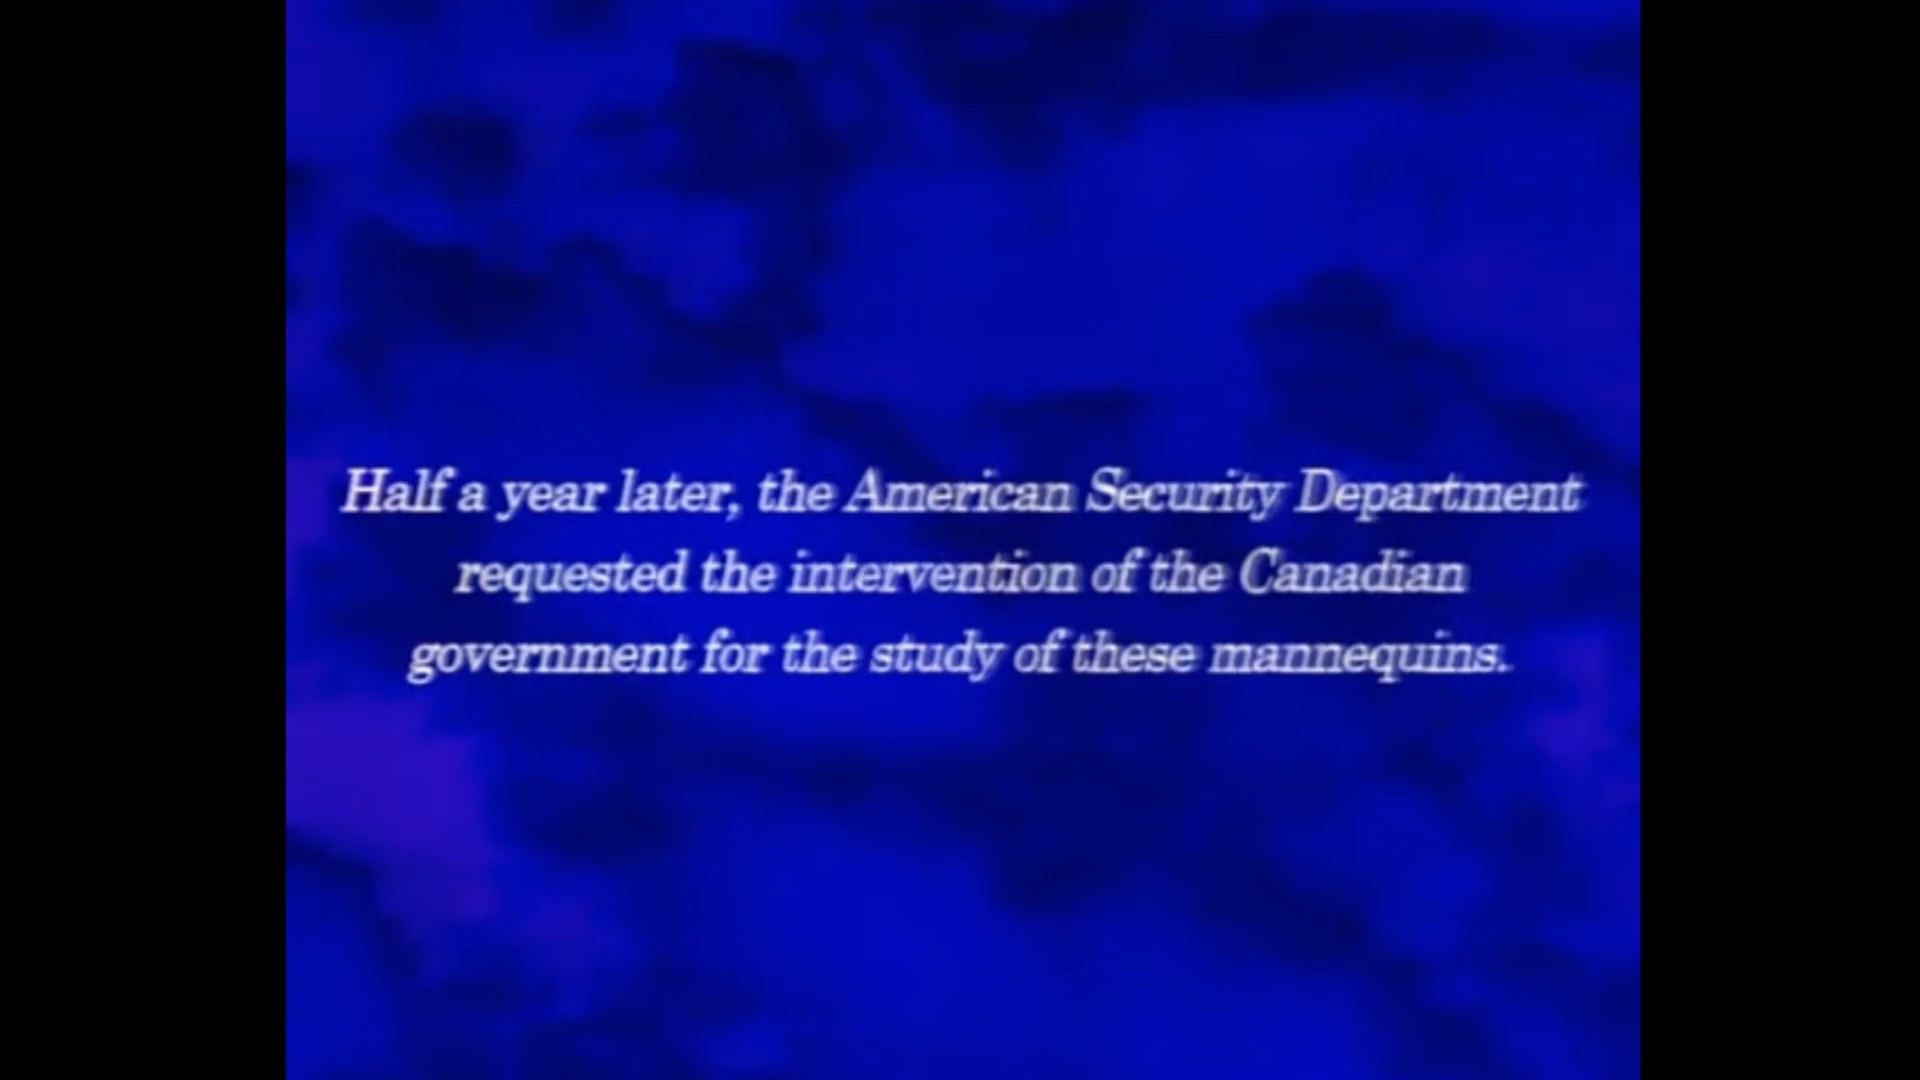 Half a year later, the American Security Department
requested the intervention of the Canadian
government for the study of these mannequins.